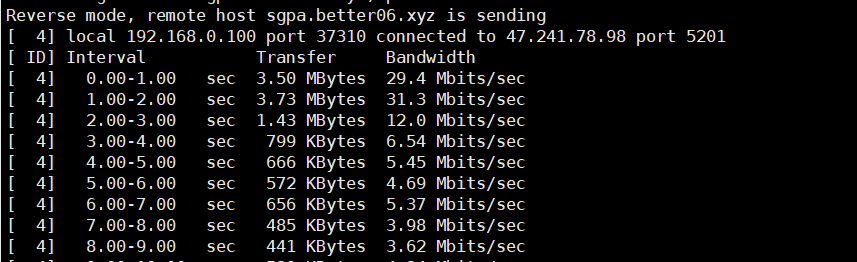 Reverse mode, remote host sgpa.better06.xyz is sending
[  4] local 192.168.0.100 port 37310 connected to 47.241.78.98 port 5201
[ ID] Interval           Transfer     Bandwidth
[  4]   0.00-1.00   sec  3.50 MBytes  29.4 Mbits/sec
[  4]   1.00-2.00   sec  3.73 MBytes  31.3 Mbits/sec
[  4]   2.00-3.00   sec  1.43 MBytes  12.0 Mbits/sec
[  4]   3.00-4.00   sec   799 KBytes  6.54 Mbits/sec
[  4]   4.00-5.00   sec   666 KBytes  5.45 Mbits/sec
[  4]   5.00-6.00   sec   572 KBytes  4.69 Mbits/sec
[  4]   6.00-7.00   sec   656 KBytes  5.37 Mbits/sec
[  4]   7.00-8.00   sec   485 KBytes  3.98 Mbits/sec
[  4]   8.00-9.00   sec   441 KBytes  3.62 Mbits/sec